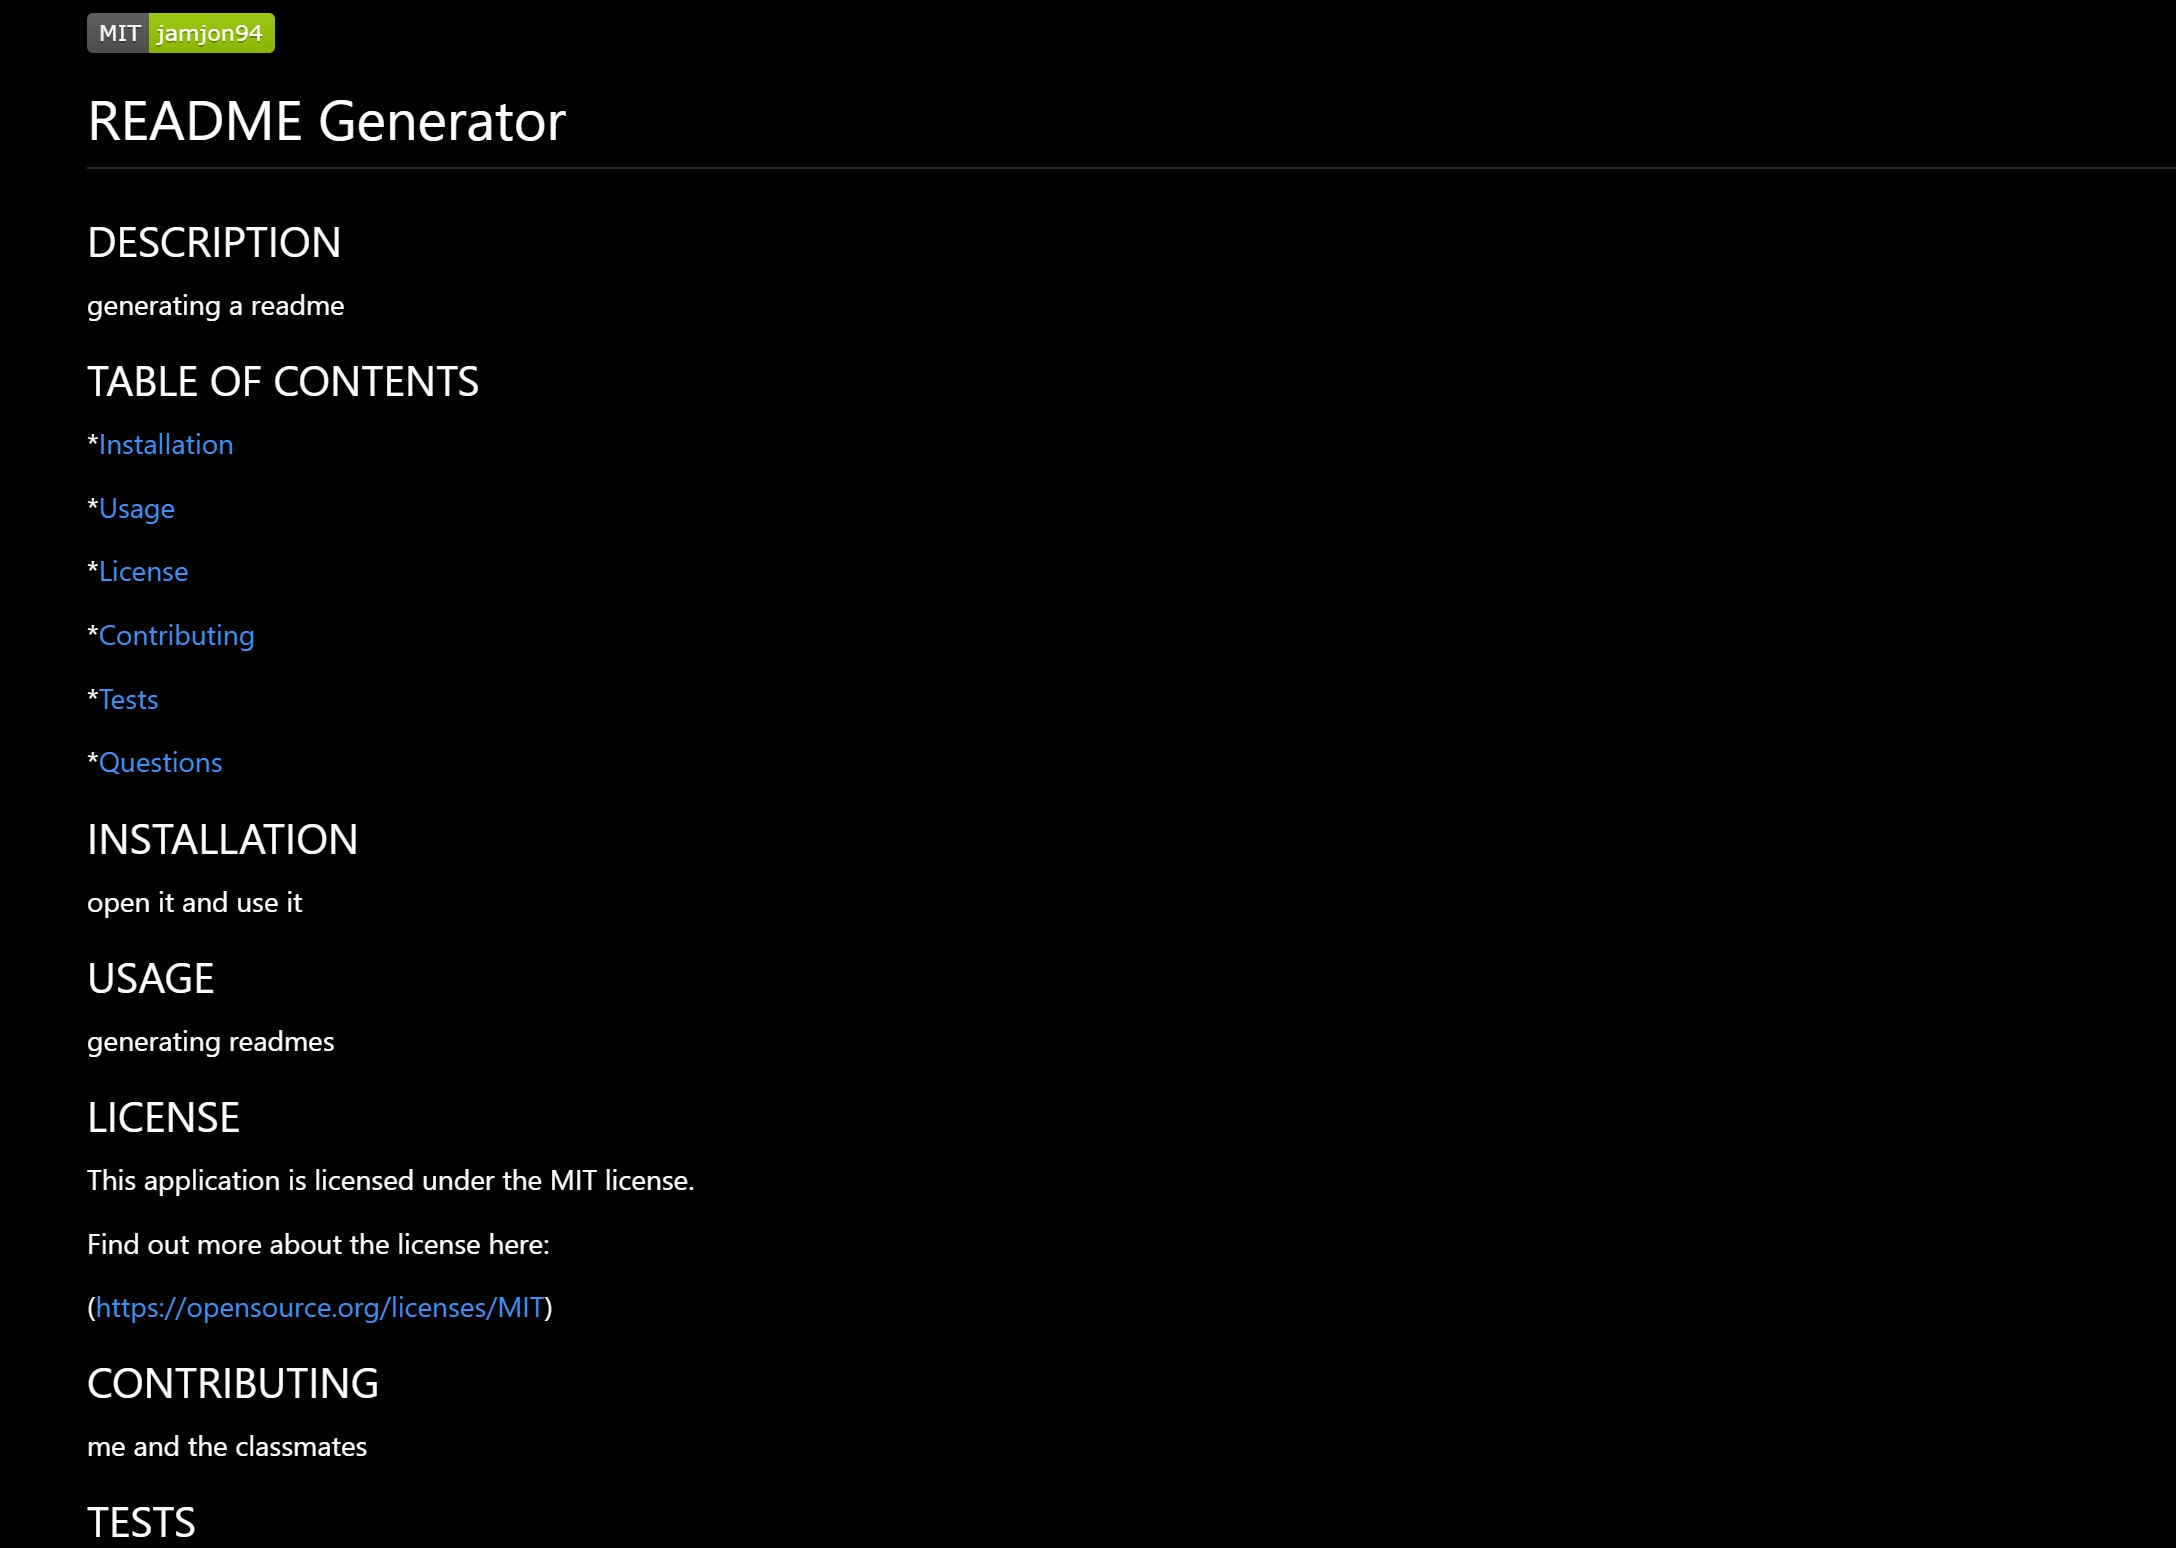 MIT jamjon94
README Generator
DESCRIPTION
generating a readme
TABLE OF CONTENTS
*Installation
*Usage
*License
*Contributing
*Tests
*Questions
INSTALLATION
open it and use it
USAGE
generating readmes
LICENSE
This application is licensed under the MIT license.
Find out more about the license here:
(https://opensource.org/licenses/MIT)
CONTRIBUTING
me and the classmates
TESTS